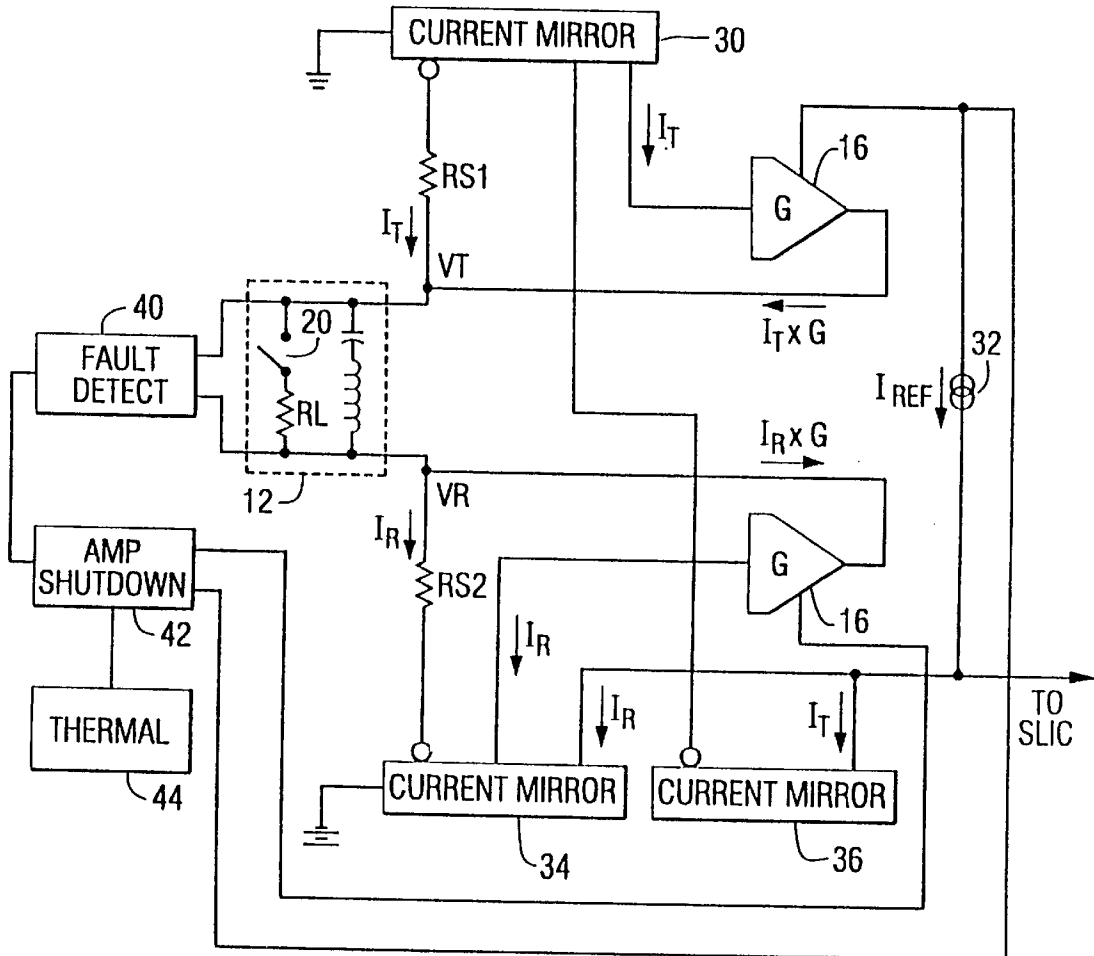 CURRENT MIRROR
30
I_T
16
RS1
G
I_T
VT
40
20
FAULT
DETECT
I_T x G
32
RL
I_REF
I_R x G
12
VR
I_R
AMP
SHUTDOWN
G
RS2
42
16
I_R
TO
SLIC
I_R
I_T
THERMAL
44
CURRENT MIRROR
CURRENT MIRROR
34
36